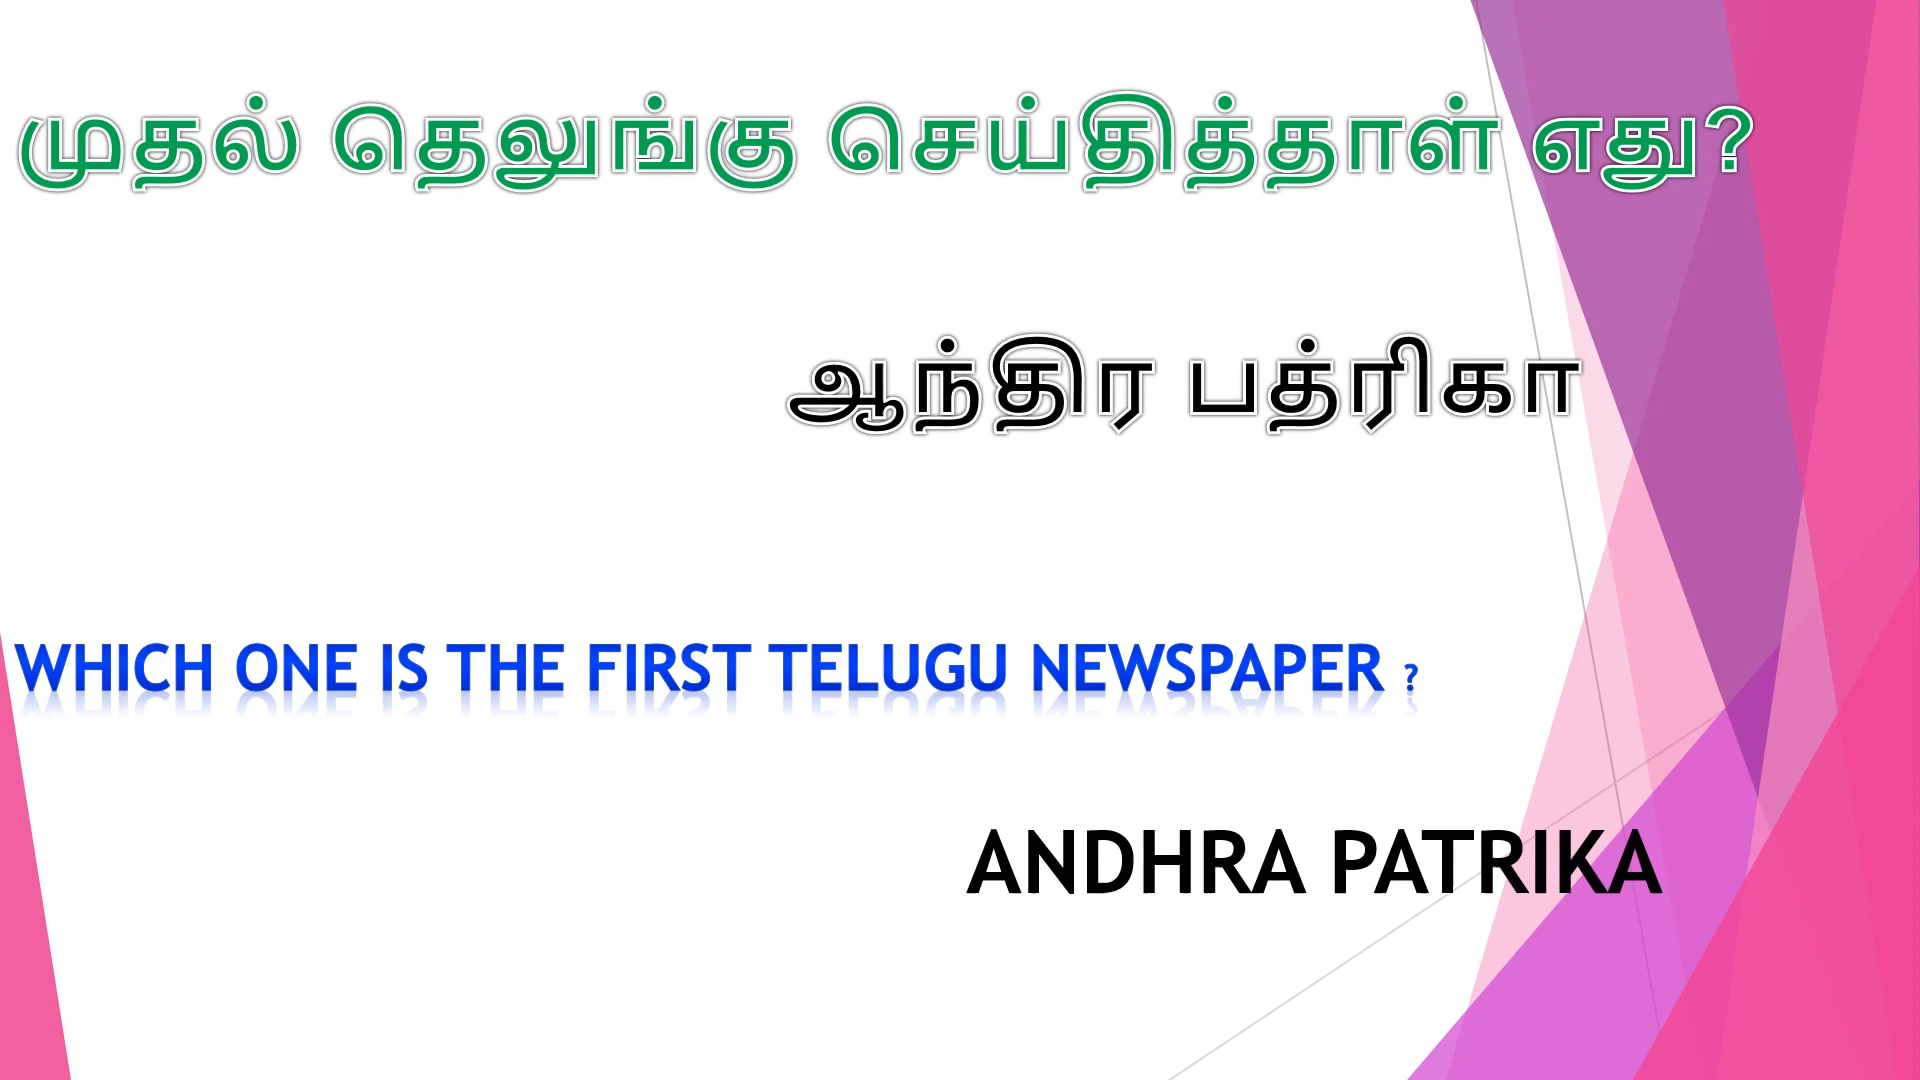 முதல் தெலுங்கு செய்தித்தாள் எது?
ஆந்திர பத்ரிகா
WHICH ONE IS THE FIRST TELUGU NEWSPAPER ?
ANDHRA PATRIKA